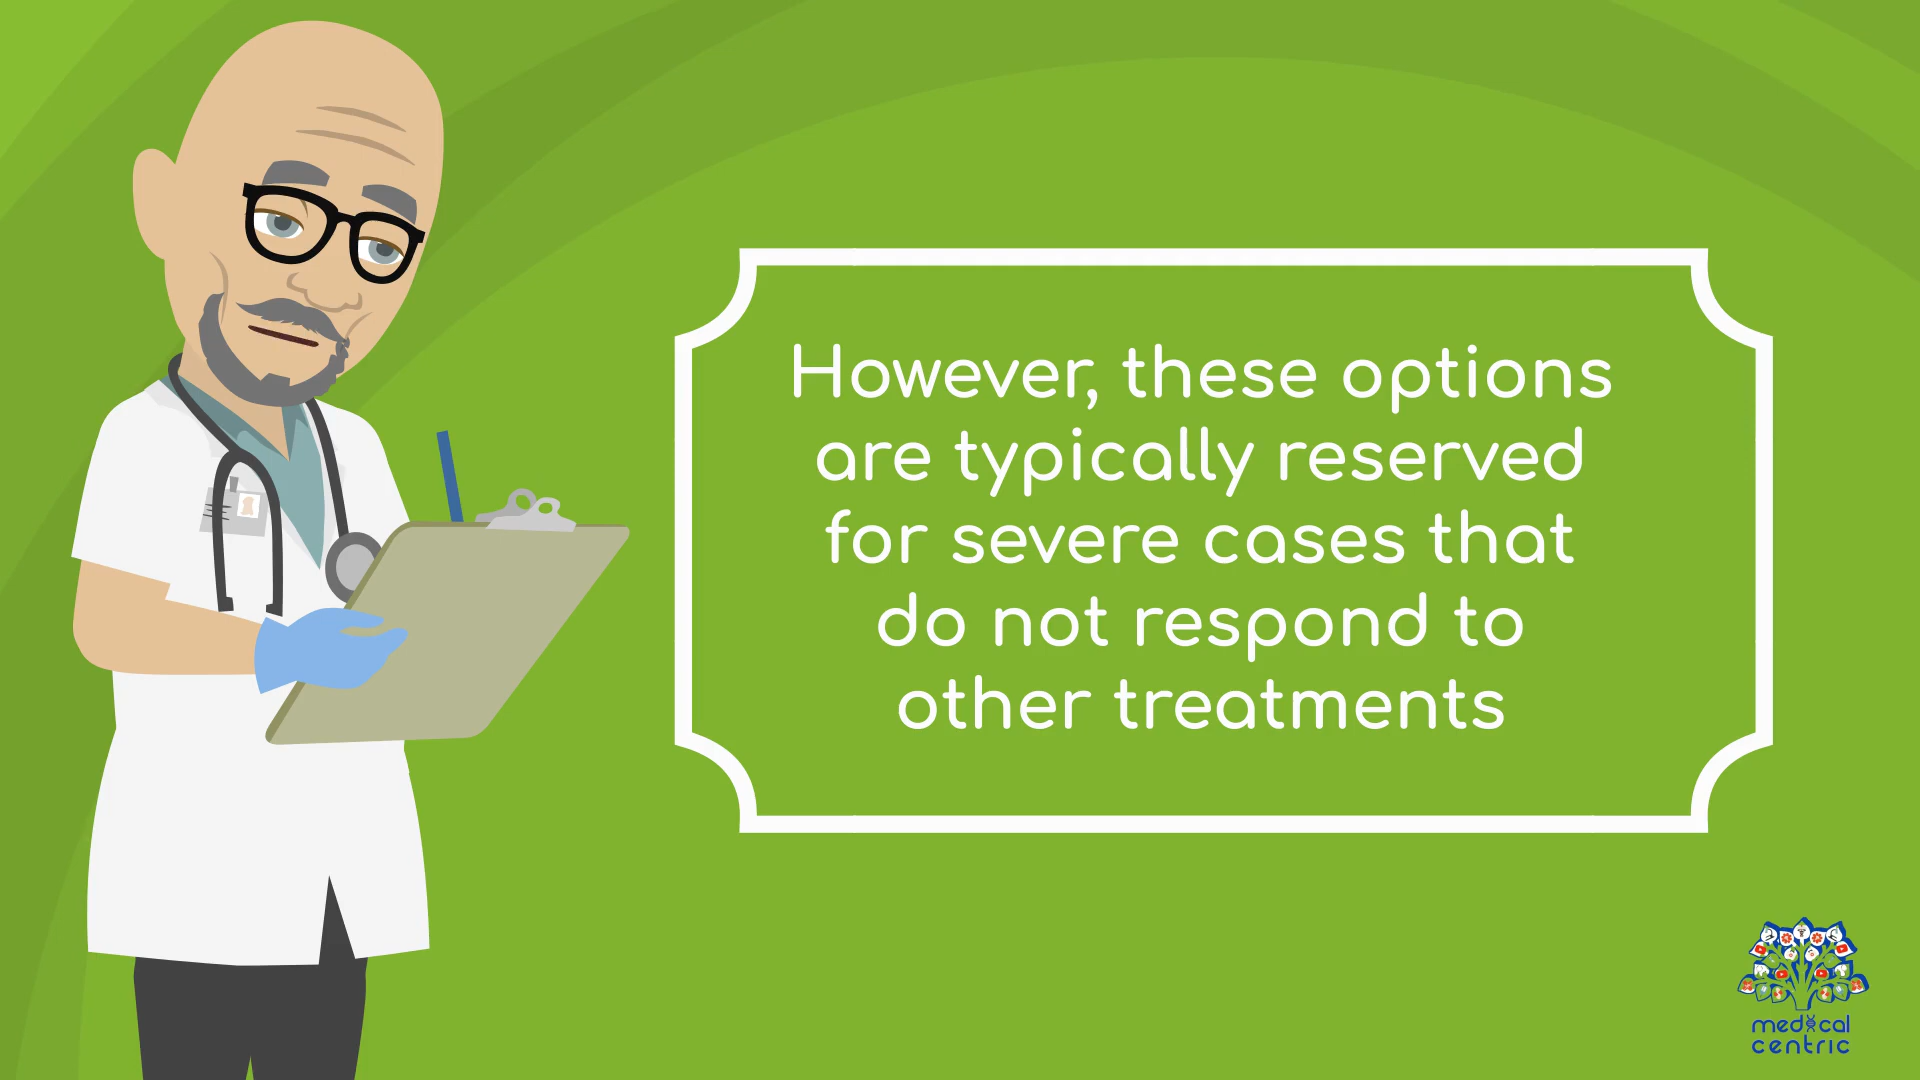 However, these options
are typically reserved
for severe cases that
do not respond to
other treatments
medical
centric